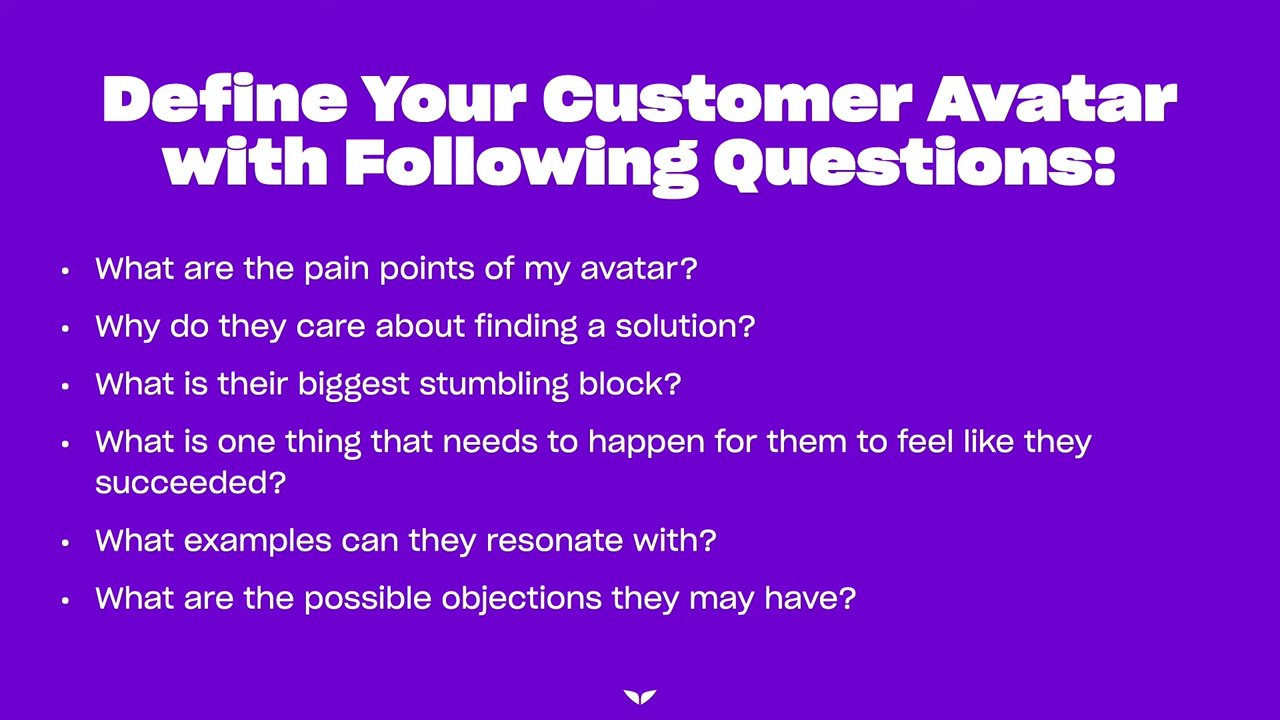 Define Your Customer Avatar
with Following Questions:
• What are the pain points of my avatar?
• Why do they care about finding a solution?
• What is their biggest stumbling block?
• What is one thing that needs to happen for them to feel like they
succeeded?
• What examples can they resonate with?
• What are the possible objections they may have?